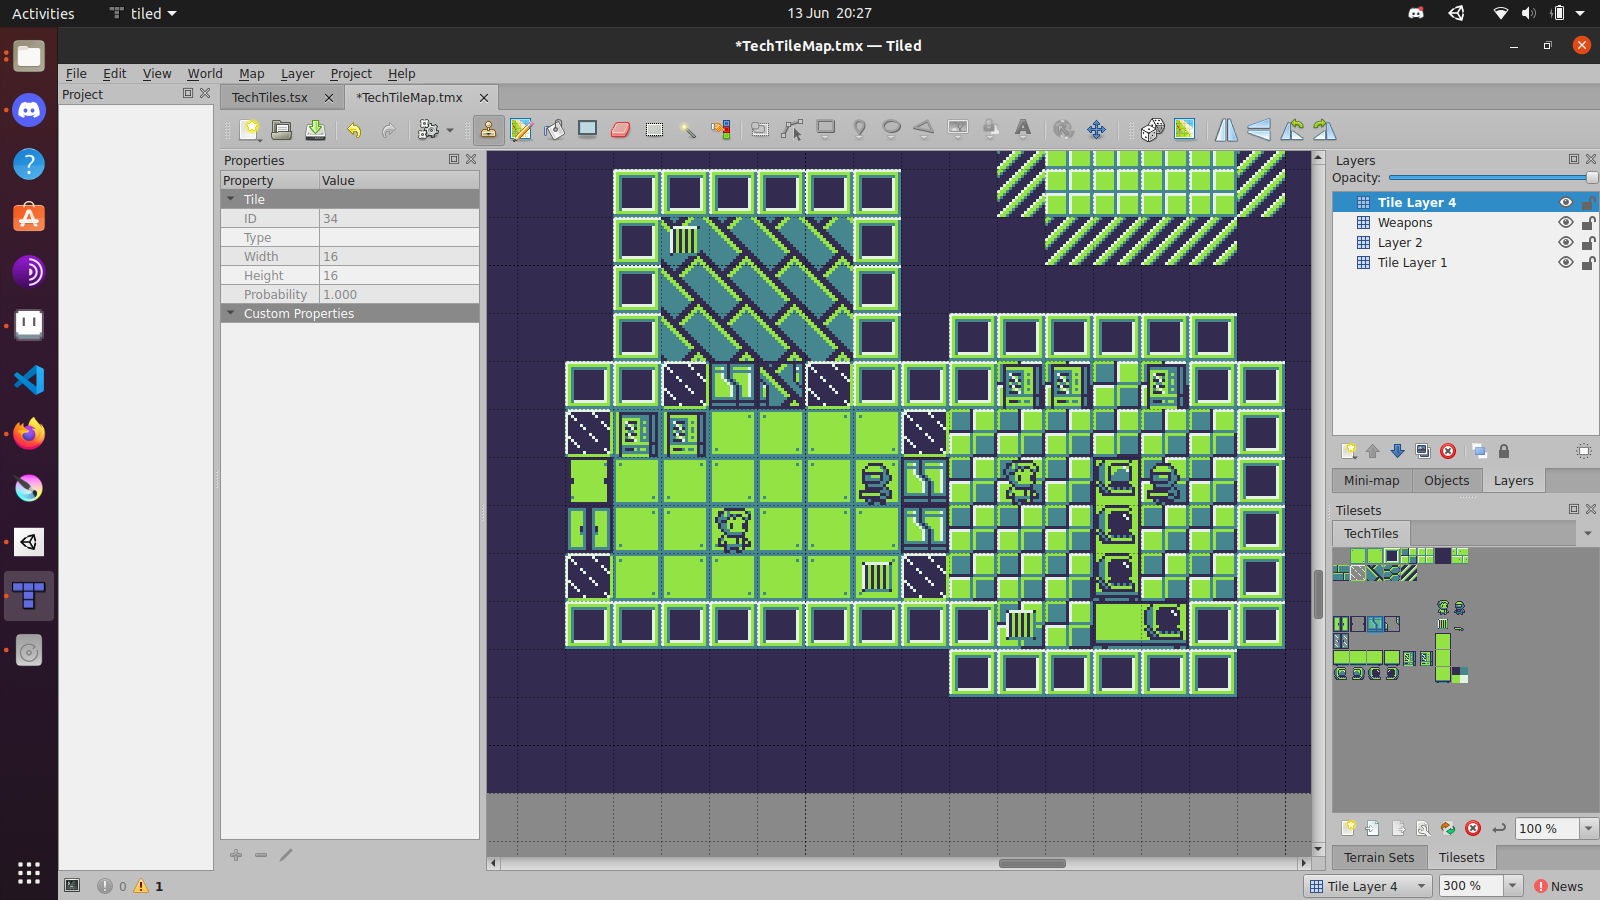 Activities
tiled
13 Jun 20:27
*TechTileMap.tmx — Tiled
File Edit View World Map Layer Project Help
Project
TechTiles.tsx
*TechTileMap.tmx
Properties
Property Value
Tile
ID 34
Type
Width 16
Height 16
Probability 1.000
Custom Properties
Layers
Opacity:
Tile Layer 4
Weapons
Layer 2
Tile Layer 1
Mini-map Objects Layers
Tilesets
TechTiles
100 %
Terrain Sets Tilesets
0 1
Tile Layer 4
300 %
News